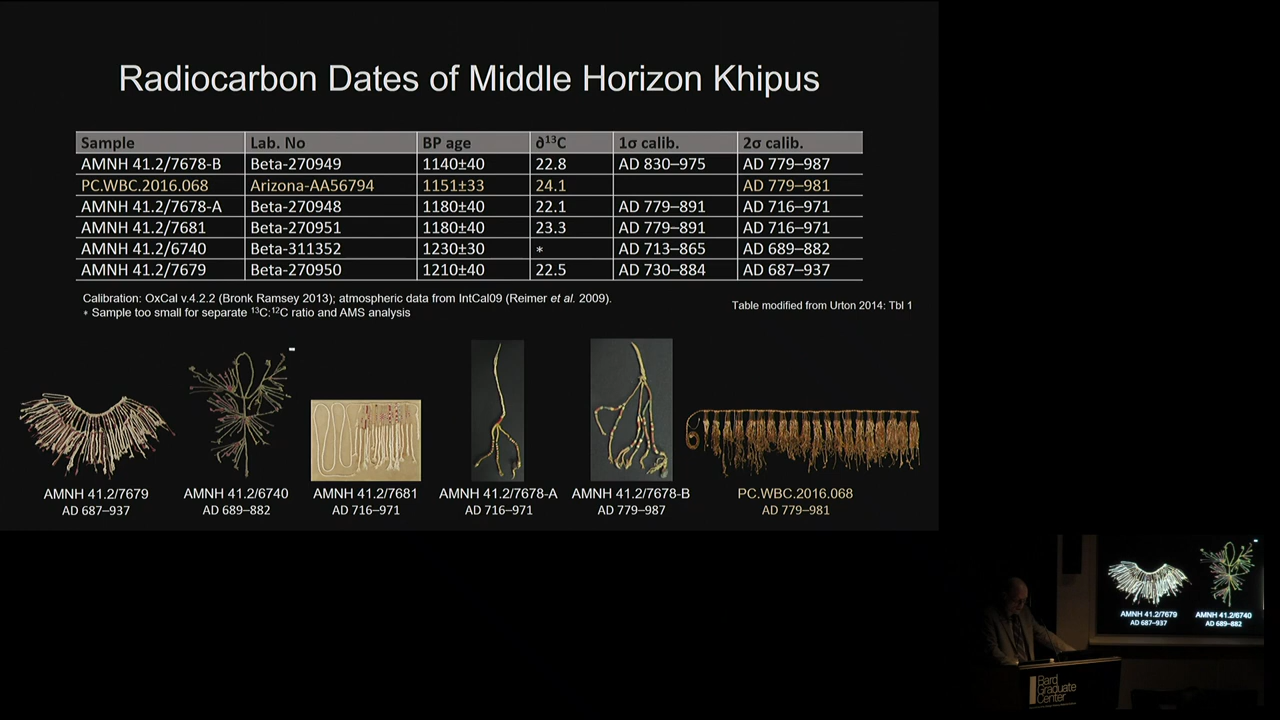 Radiocarbon Dates of Middle Horizon Khipus
Sample Lab. No BP age ∂¹³C 1σ calib. 2σ calib.
AMNH 41.2/7678-B Beta-270949 1140±40 22.8 AD 830–975 AD 779–987
PC.WBC.2016.068 Arizona-AA56794 1151±33 24.1 AD 779–981
AMNH 41.2/7678-A Beta-270948 1180±40 22.1 AD 779–891 AD 716–971
AMNH 41.2/7681 Beta-270951 1180±40 23.3 AD 779–891 AD 716–971
AMNH 41.2/6740 Beta-311352 1230±30 * AD 713–865 AD 689–882
AMNH 41.2/7679 Beta-270950 1210±40 22.5 AD 730–884 AD 687–937
Calibration: OxCal v.4.2.2 (Bronk Ramsey 2013); atmospheric data from IntCal09 (Reimer et al. 2009).
* Sample too small for separate ¹³C:¹²C ratio and AMS analysis
Table modified from Urton 2014: Tbl 1
AMNH 41.2/7679 AMNH 41.2/6740 AMNH 41.2/7681 AMNH 41.2/7678-A AMNH 41.2/7678-B PC.WBC.2016.068
AD 687–937 AD 689–882 AD 716–971 AD 716–971 AD 779–987 AD 779–981
AMNH 41.2/7679 AMNH 41.2/6740
AD 687–937 AD 689–882
Bard
Graduate
Center